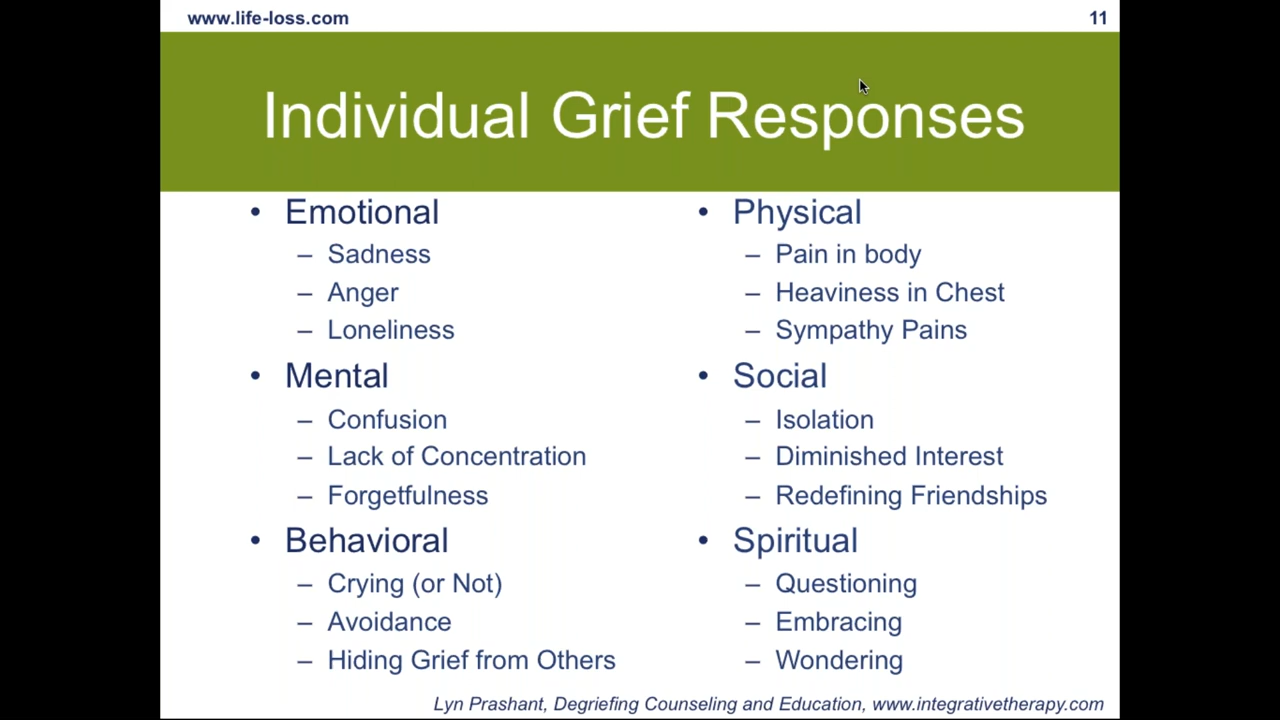 www.life-loss.com
11
Individual Grief Responses
• Emotional
– Sadness
– Anger
– Loneliness
• Mental
– Confusion
– Lack of Concentration
– Forgetfulness
• Behavioral
– Crying (or Not)
– Avoidance
– Hiding Grief from Others
• Physical
– Pain in body
– Heaviness in Chest
– Sympathy Pains
• Social
– Isolation
– Diminished Interest
– Redefining Friendships
• Spiritual
– Questioning
– Embracing
– Wondering
Lyn Prashant, Degriefing Counseling and Education, www.integrativetherapy.com